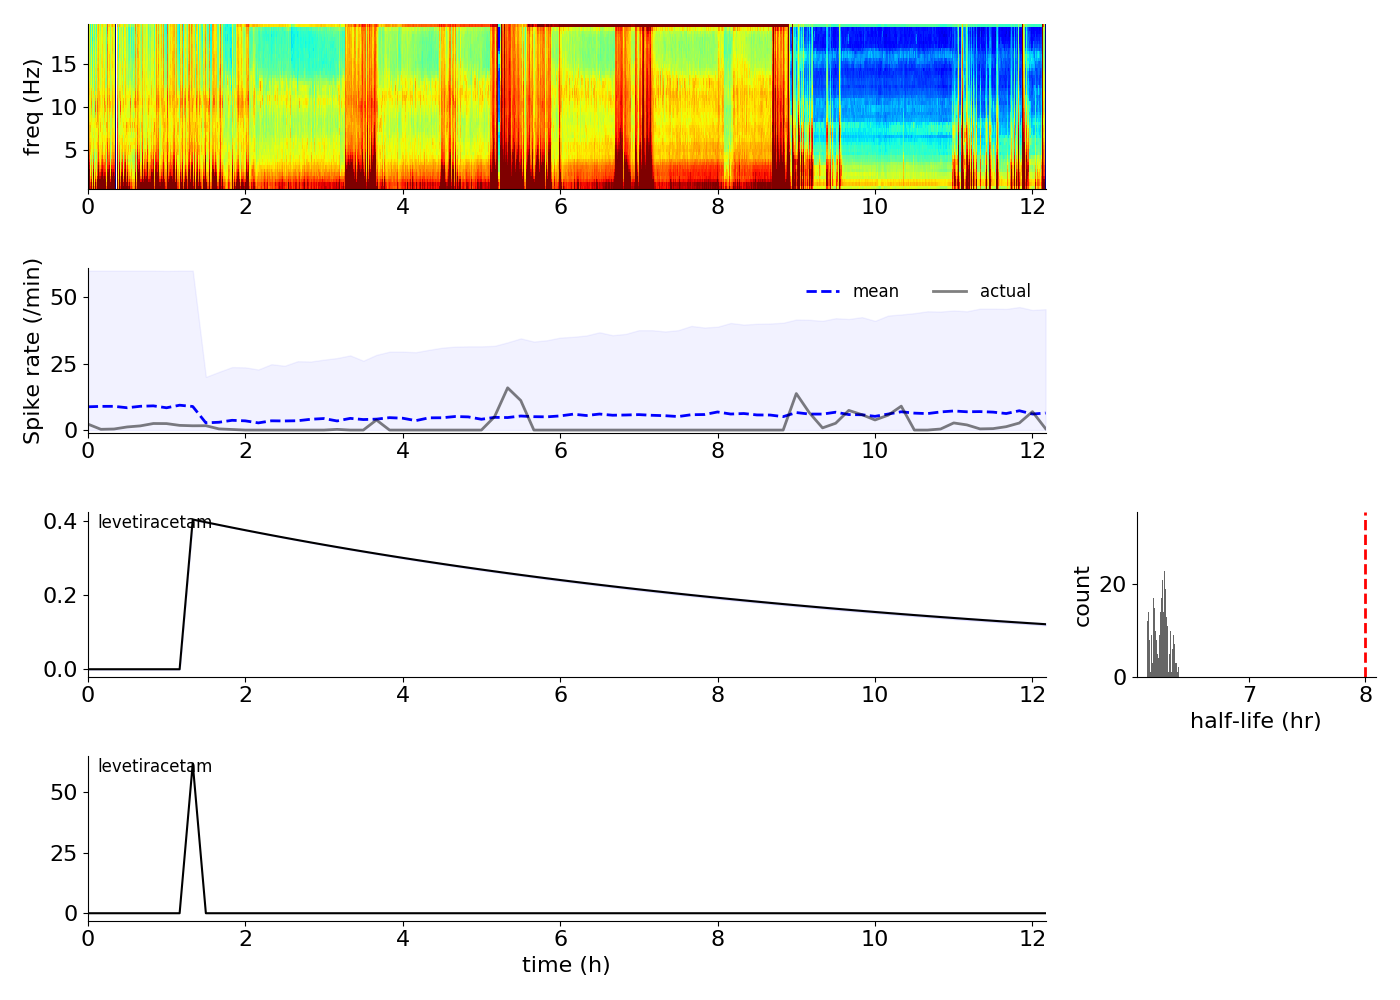 freq (Hz)
15
10
5
0 2 4 6 8 10 12
Spike rate (/min)
50
25
0
mean actual
0 2 4 6 8 10 12
0.4
0.2
0.0
levetiracetam
0 2 4 6 8 10 12
count
20
0
7 8
half-life (hr)
50
25
0
levetiracetam
0 2 4 6 8 10 12
time (h)